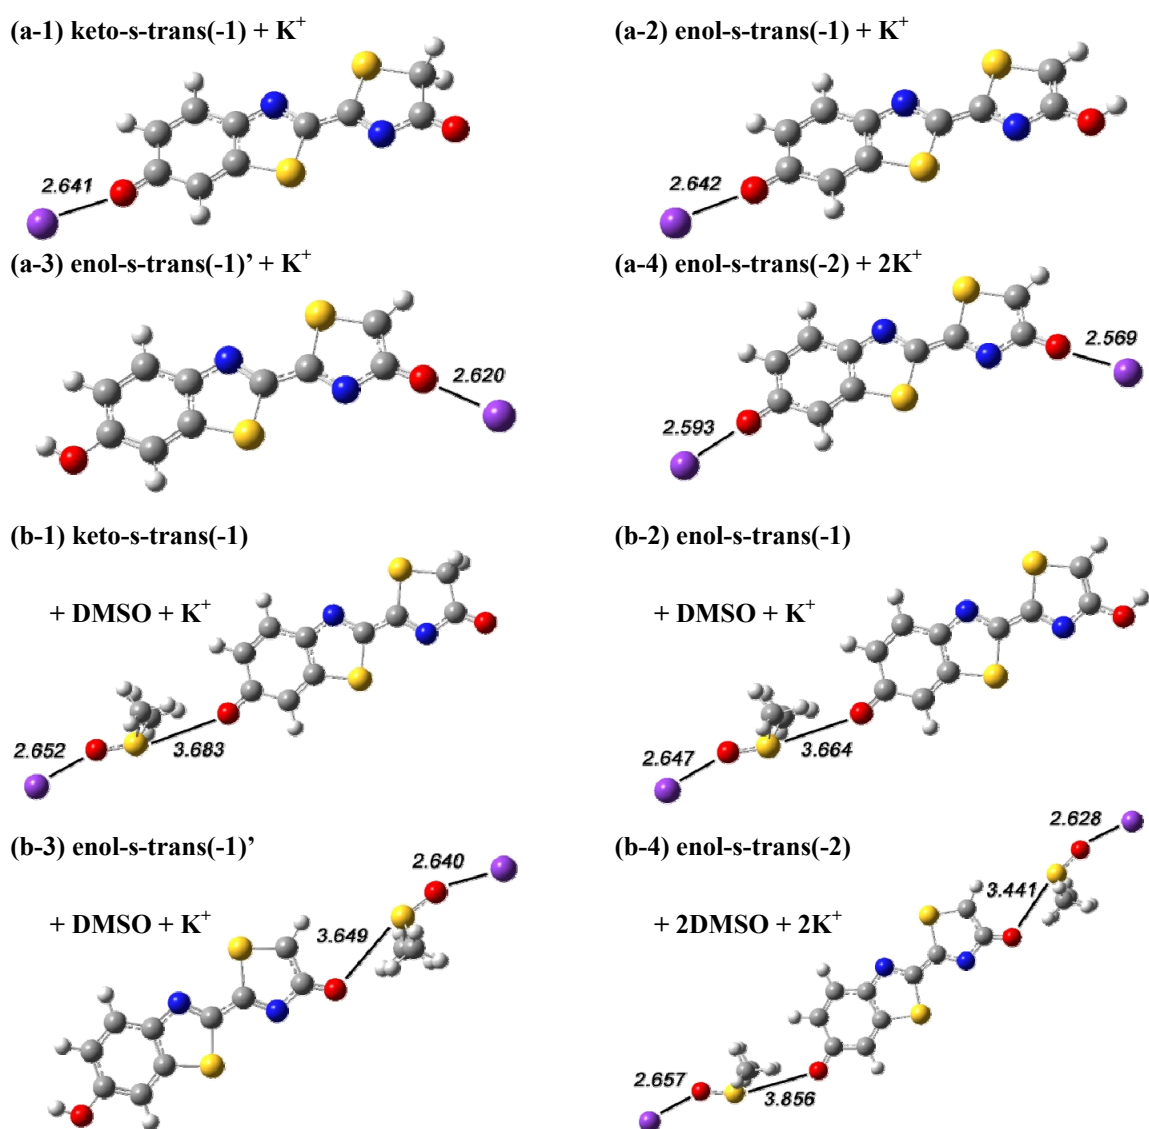 (a-1) keto-s-trans(-1) + K+
(a-2) enol-s-trans(-1) + K+
2.641
2.642
(a-3) enol-s-trans(-1)’ + K+
(a-4) enol-s-trans(-2) + 2K+
2.620
2.569
2.593
(b-1) keto-s-trans(-1)
+ DMSO + K+
2.652
3.683
(b-2) enol-s-trans(-1)
+ DMSO + K+
2.647
3.664
(b-3) enol-s-trans(-1)’
+ DMSO + K+
2.640
3.649
(b-4) enol-s-trans(-2)
+ 2DMSO + 2K+
2.628
3.441
2.657
3.856